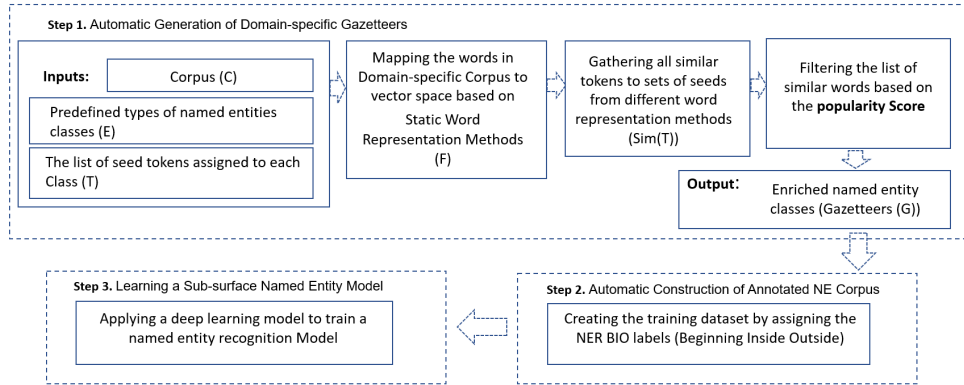 Step 1. Automatic Generation of Domain-specific Gazetteers
Inputs:
Corpus (C)
Predefined types of named entities
classes (E)
The list of seed tokens assigned to each
Class (T)
Mapping the words in
Domain-specific Corpus to
vector space based on
Static Word
Representation Methods
(F)
Gathering all similar
tokens to sets of seeds
from different word
representation methods
(Sim(T))
Filtering the list of
similar words based on
the popularity Score
Output:
Enriched named entity
classes (Gazetteers (G))
Step 3. Learning a Sub-surface Named Entity Model
Applying a deep learning model to train a
named entity recognition Model
Step 2. Automatic Construction of Annotated NE Corpus
Creating the training dataset by assigning the
NER BIO labels (Beginning Inside Outside)